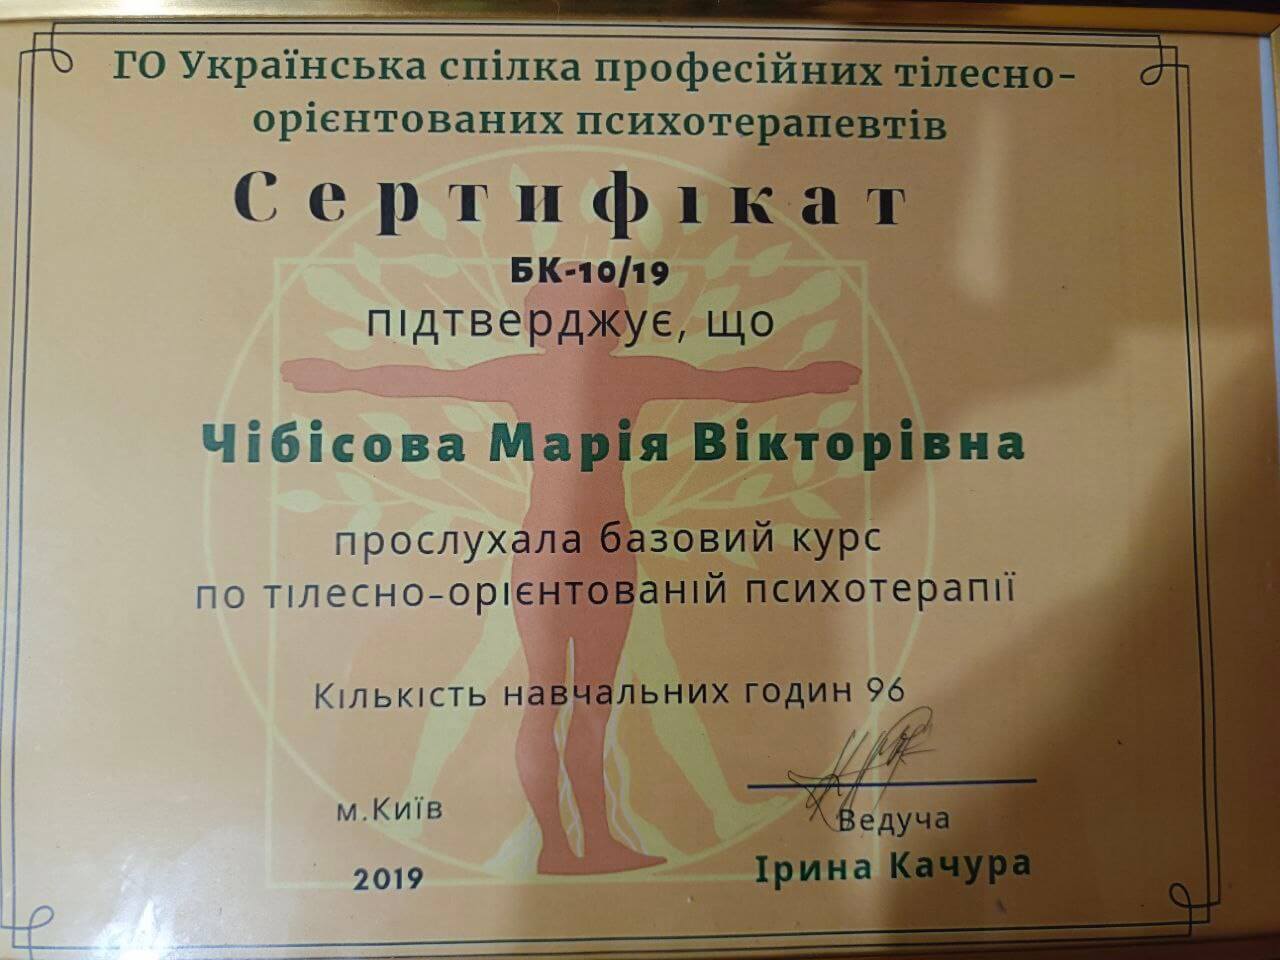 ГО Українська спілка професійних тілесно-
орієнтованих психотерапевтів
Сертифікат
БК-10/19
підтверджує, що
Чібісова Марія Вікторівна
прослухала базовий курс
по тілесно-орієнтованій психотерапії
Кількість навчальних годин 96
м.Київ
2019
Ведуча
Ірина Качура